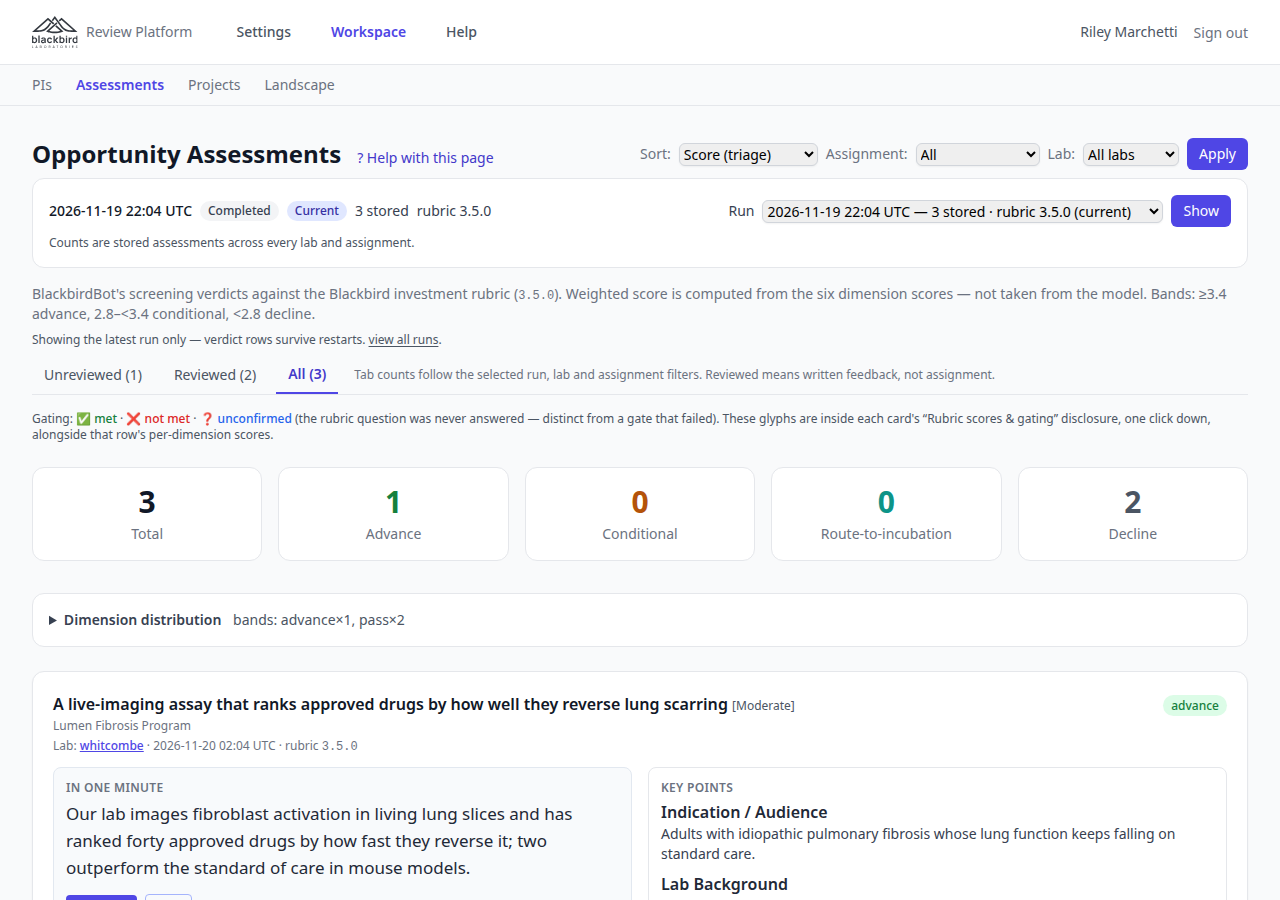 blackbird
LABORATORIES
Review Platform Settings Workspace Help Riley Marchetti Sign out
PIs Assessments Projects Landscape
Opportunity Assessments ? Help with this page Sort: Score (triage) Assignment: All Lab: All labs Apply
2026-11-19 22:04 UTC Completed Current 3 stored rubric 3.5.0 Run 2026-11-19 22:04 UTC — 3 stored · rubric 3.5.0 (current) Show
Counts are stored assessments across every lab and assignment.
BlackbirdBot's screening verdicts against the Blackbird investment rubric (3.5.0). Weighted score is computed from the six dimension scores — not taken from the model. Bands: ≥3.4
advance, 2.8–<3.4 conditional, <2.8 decline.
Showing the latest run only — verdict rows survive restarts. view all runs.
Unreviewed (1) Reviewed (2) All (3) Tab counts follow the selected run, lab and assignment filters. Reviewed means written feedback, not assignment.
Gating: ✅ met · ❌ not met · ❓ unconfirmed (the rubric question was never answered — distinct from a gate that failed). These glyphs are inside each card's “Rubric scores & gating” disclosure, one click down,
alongside that row's per-dimension scores.
3 1 0 0 2
Total Advance Conditional Route-to-incubation Decline
▶ Dimension distribution bands: advance×1, pass×2
A live-imaging assay that ranks approved drugs by how well they reverse lung scarring [Moderate] advance
Lumen Fibrosis Program
Lab: whitcombe · 2026-11-20 02:04 UTC · rubric 3.5.0
IN ONE MINUTE
Our lab images fibroblast activation in living lung slices and has
ranked forty approved drugs by how fast they reverse it; two
outperform the standard of care in mouse models.
KEY POINTS
Indication / Audience
Adults with idiopathic pulmonary fibrosis whose lung function keeps falling on
standard care.
Lab Background